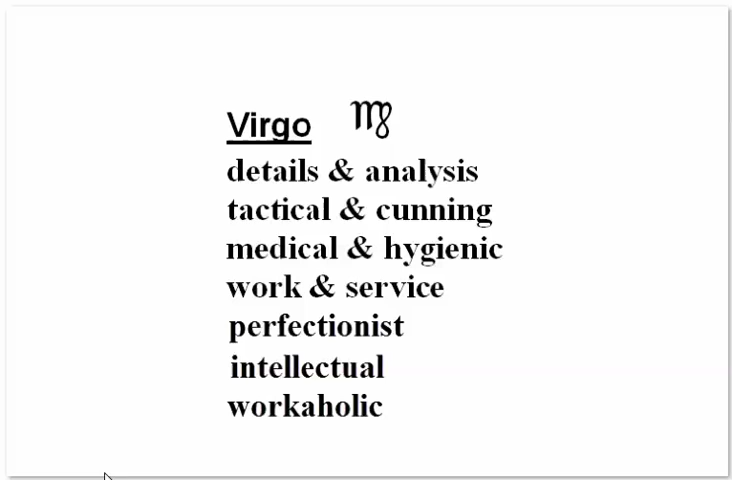 Virgo ♍
details & analysis
tactical & cunning
medical & hygienic
work & service
perfectionist
intellectual
workaholic